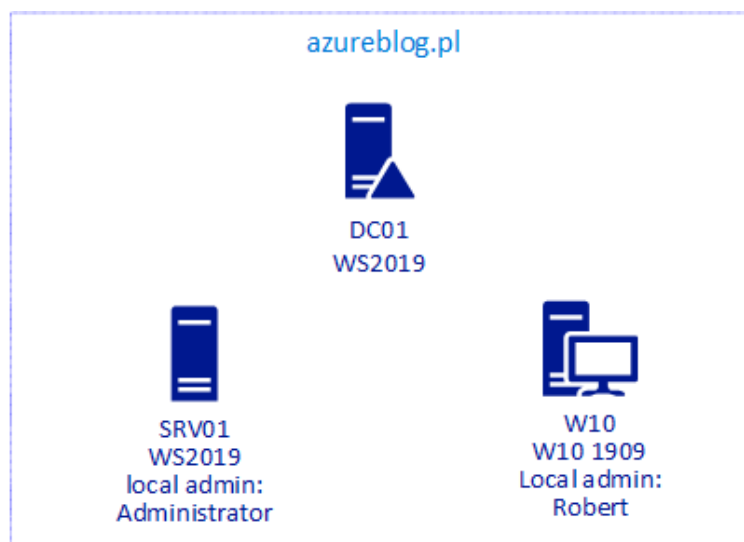 azureblog.pl
DC01
WS2019
SRV01
WS2019
local admin:
Administrator
W10
W10 1909
Local admin:
Robert